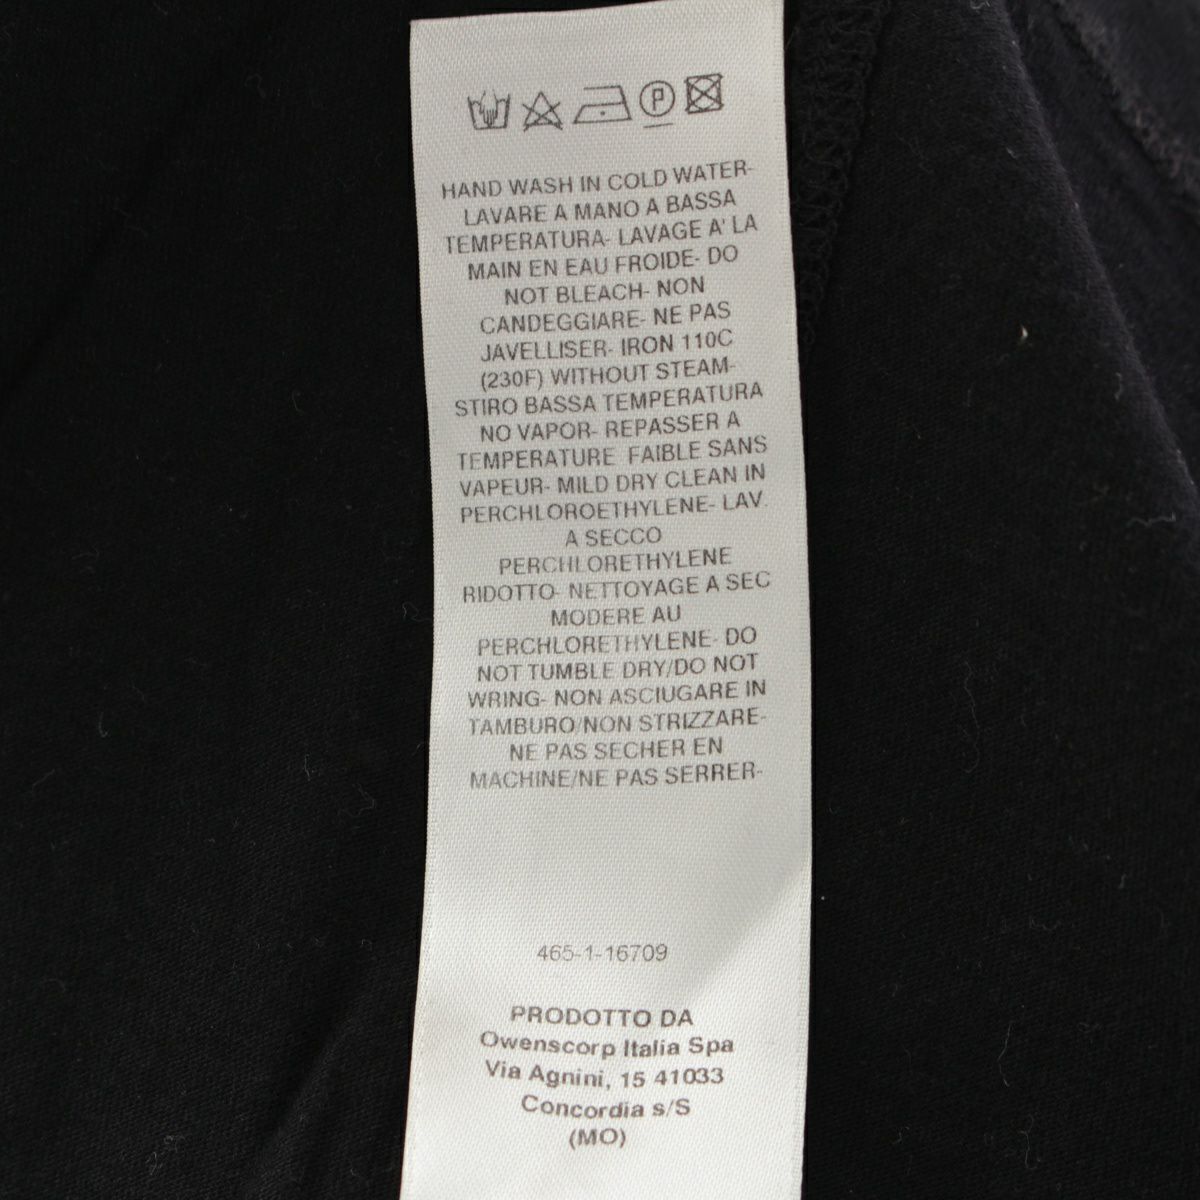 P
HAND WASH IN COLD WATER-
LAVARE A MANO A BASSA
TEMPERATURA- LAVAGE A' LA
MAIN EN EAU FROIDE- DO
NOT BLEACH- NON
CANDEGGIARE- NE PAS
JAVELLISER- IRON 110C
(230F) WITHOUT STEAM-
STIRO BASSA TEMPERATURA
NO VAPOR- REPASSER A
TEMPERATURE FAIBLE SANS
VAPEUR- MILD DRY CLEAN IN
PERCHLOROETHYLENE- LAV.
A SECCO
PERCHLORETHYLENE
RIDOTTO- NETTOYAGE A SEC
MODERE AU
PERCHLORETHYLENE- DO
NOT TUMBLE DRY/DO NOT
WRING- NON ASCIUGARE IN
TAMBURO/NON STRIZZARE-
NE PAS SECHER EN
MACHINE/NE PAS SERRER-
465-1-16709
PRODOTTO DA
Owenscorp Italia Spa
Via Agnini, 15 41033
Concordia s/S
(MO)